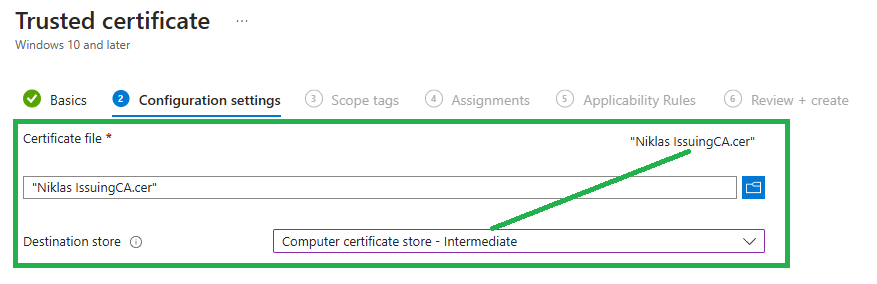 Trusted certificate ...
Windows 10 and later
Basics 2 Configuration settings 3 Scope tags 4 Assignments 5 Applicability Rules 6 Review + create
Certificate file * "Niklas IssuingCA.cer"
"Niklas IssuingCA.cer"
Destination store Computer certificate store - Intermediate